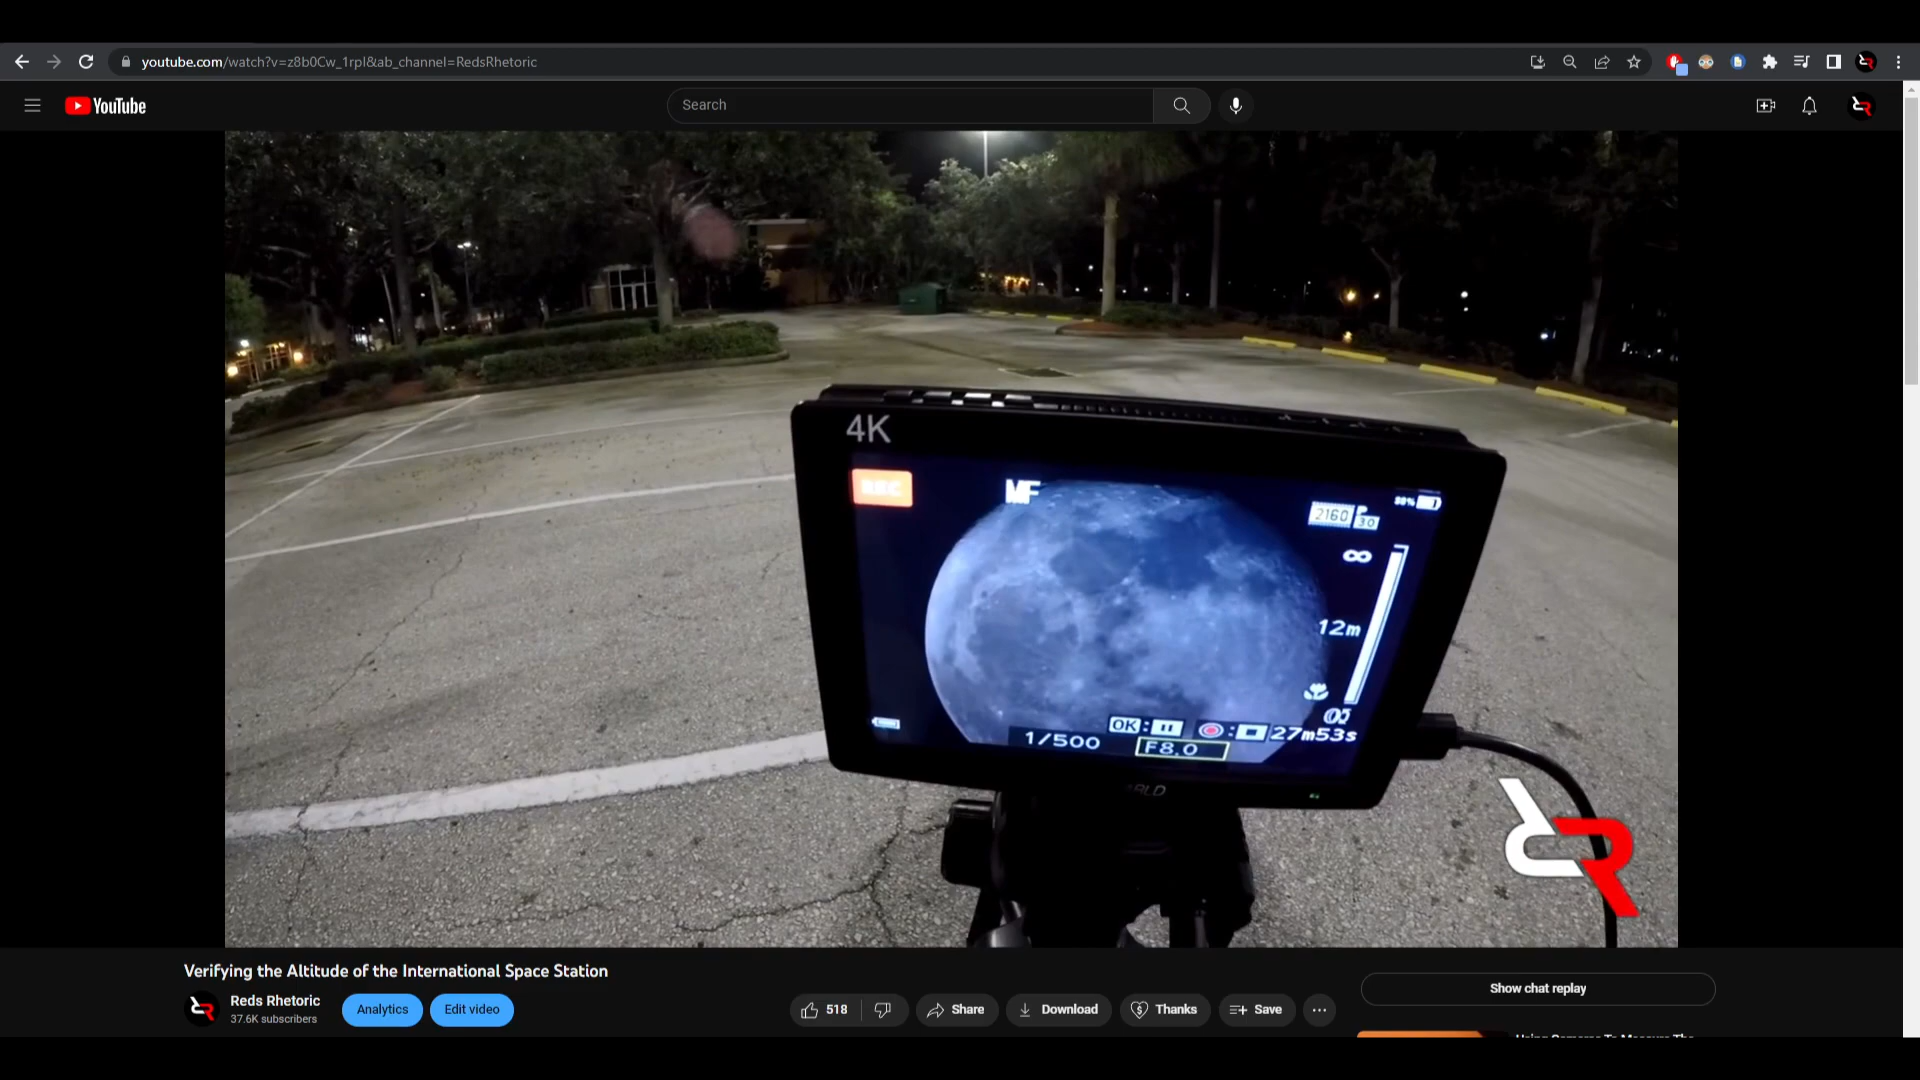 youtube.com/watch?v=z8b0Cw_1rpI&ab_channel=RedsRhetoric
YouTube
Search
4K
REC
MF
98%
2160 P 30
∞
12m
OK : : 27m53s
1/500 F8.0
R
Verifying the Altitude of the International Space Station
Reds Rhetoric
37.6K subscribers
Analytics
Edit video
518
Share
Download
Thanks
Save
Show chat replay